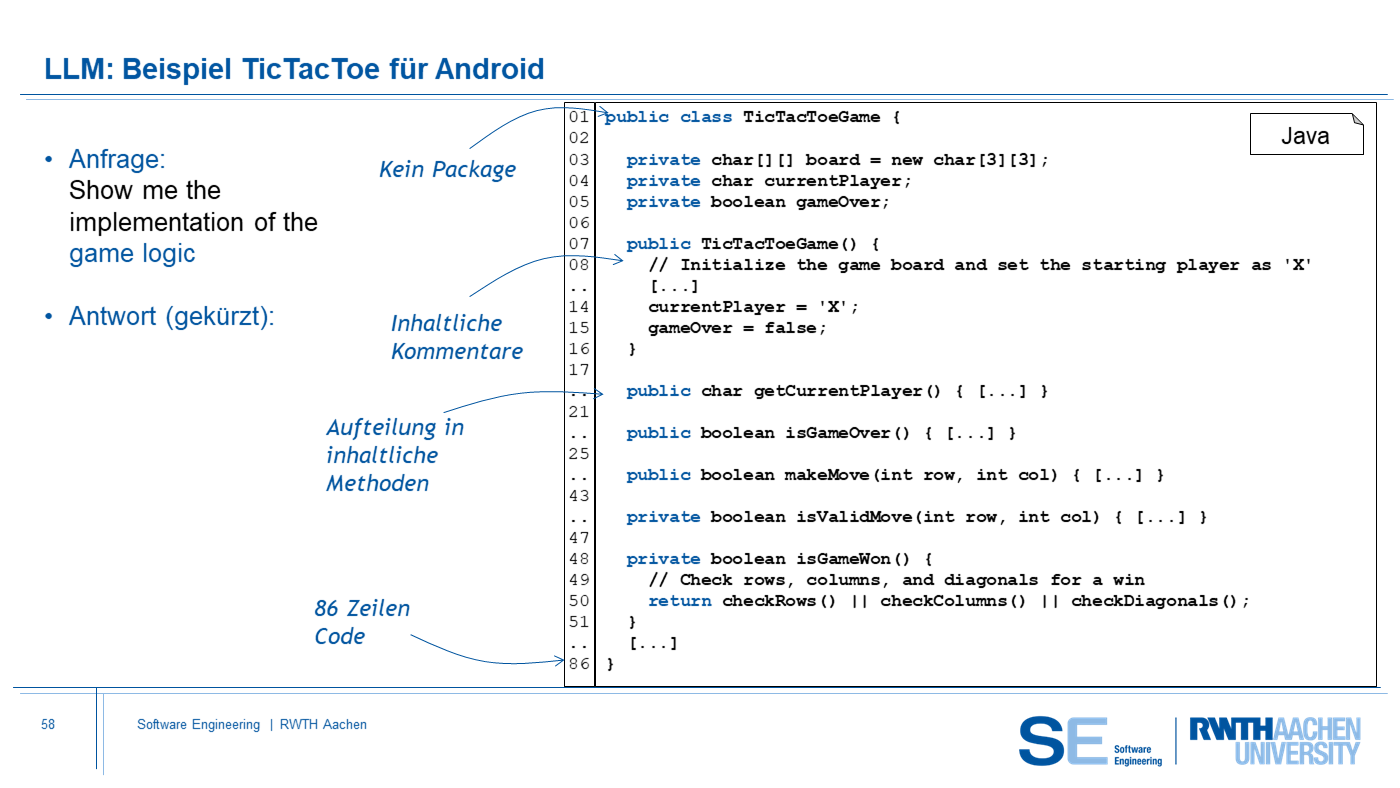 LLM: Beispiel TicTacToe für Android
• Anfrage:
Show me the
implementation of the
game logic
• Antwort (gekürzt):
Kein Package
Inhaltliche
Kommentare
Aufteilung in
inhaltliche
Methoden
86 Zeilen
Code
Java
01 public class TicTacToeGame {
02
03   private char[][] board = new char[3][3];
04   private char currentPlayer;
05   private boolean gameOver;
06
07   public TicTacToeGame() {
08     // Initialize the game board and set the starting player as 'X'
..     [...]
14     currentPlayer = 'X';
15     gameOver = false;
16   }
17
..   public char getCurrentPlayer() { [...] }
21
..   public boolean isGameOver() { [...] }
25
..   public boolean makeMove(int row, int col) { [...] }
43
..   private boolean isValidMove(int row, int col) { [...] }
47
48   private boolean isGameWon() {
49     // Check rows, columns, and diagonals for a win
50     return checkRows() || checkColumns() || checkDiagonals();
51   }
..   [...]
86 }
58
Software Engineering | RWTH Aachen
SE Software
Engineering
RWTH AACHEN
UNIVERSITY